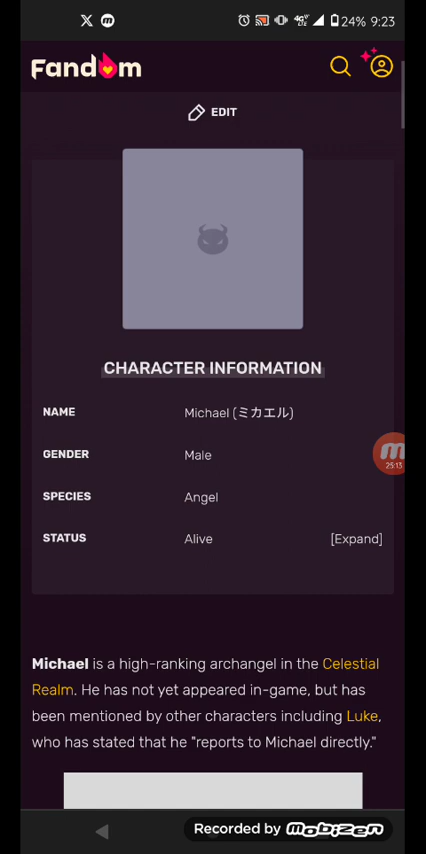 24% 9:23
Fandom
EDIT
CHARACTER INFORMATION
NAME Michael (ミカエル)
GENDER Male
25:13
SPECIES Angel
STATUS Alive [Expand]
Michael is a high-ranking archangel in the Celestial
Realm. He has not yet appeared in-game, but has
been mentioned by other characters including Luke,
who has stated that he "reports to Michael directly."
Recorded by mobizen